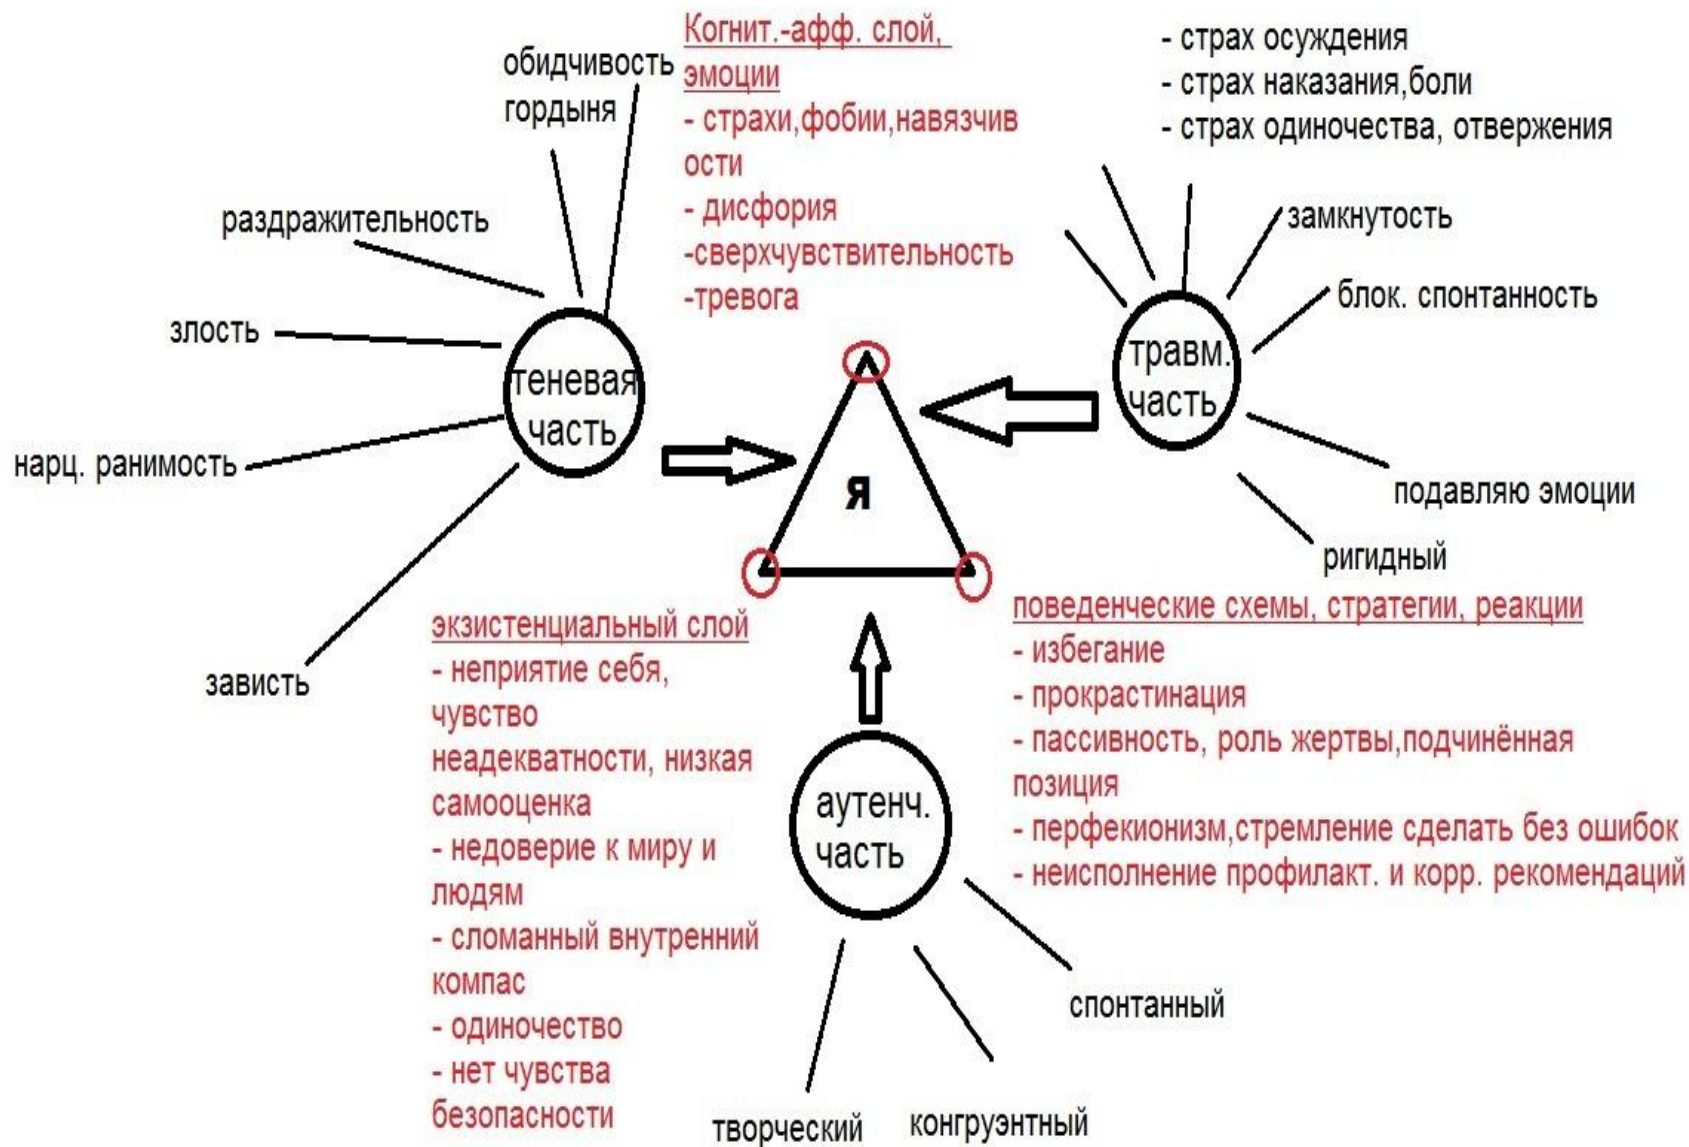 Когнит.-афф. слой,
эмоции
- страхи,фобии,навязчив
ости
- дисфория
-сверхчувствительность
-тревога
обидчивость
гордыня
раздражительность
злость
нарц. ранимость
зависть
теневая
часть
- страх осуждения
- страх наказания,боли
- страх одиночества, отвержения
замкнутость
блок. спонтанность
травм.
часть
подавляю эмоции
ригидный
я
экзистенциальный слой
- неприятие себя,
чувство
неадекватности, низкая
самооценка
- недоверие к миру и
людям
- сломанный внутренний
компас
- одиночество
- нет чувства
безопасности
поведенческие схемы, стратегии, реакции
- избегание
- прокрастинация
- пассивность, роль жертвы,подчинённая
позиция
- перфекионизм,стремление сделать без ошибок
- неисполнение профилакт. и корр. рекомендаций
аутенч.
часть
спонтанный
творческий
конгруэнтный